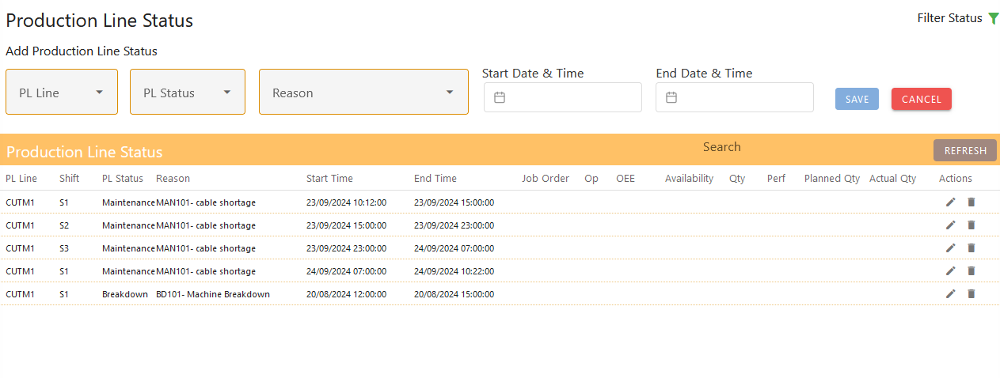 Production Line Status
Filter Status
Add Production Line Status
PL Line
PL Status
Reason
Start Date & Time
End Date & Time
SAVE
CANCEL
Production Line Status
Search
REFRESH
PL Line Shift PL Status Reason Start Time End Time Job Order Op OEE Availability Qty Perf Planned Qty Actual Qty Actions
CUTM1 S1 Maintenance MAN101- cable shortage 23/09/2024 10:12:00 23/09/2024 15:00:00
CUTM1 S2 Maintenance MAN101- cable shortage 23/09/2024 15:00:00 23/09/2024 23:00:00
CUTM1 S3 Maintenance MAN101- cable shortage 23/09/2024 23:00:00 24/09/2024 07:00:00
CUTM1 S1 Maintenance MAN101- cable shortage 24/09/2024 07:00:00 24/09/2024 10:22:00
CUTM1 S1 Breakdown BD101- Machine Breakdown 20/08/2024 12:00:00 20/08/2024 15:00:00